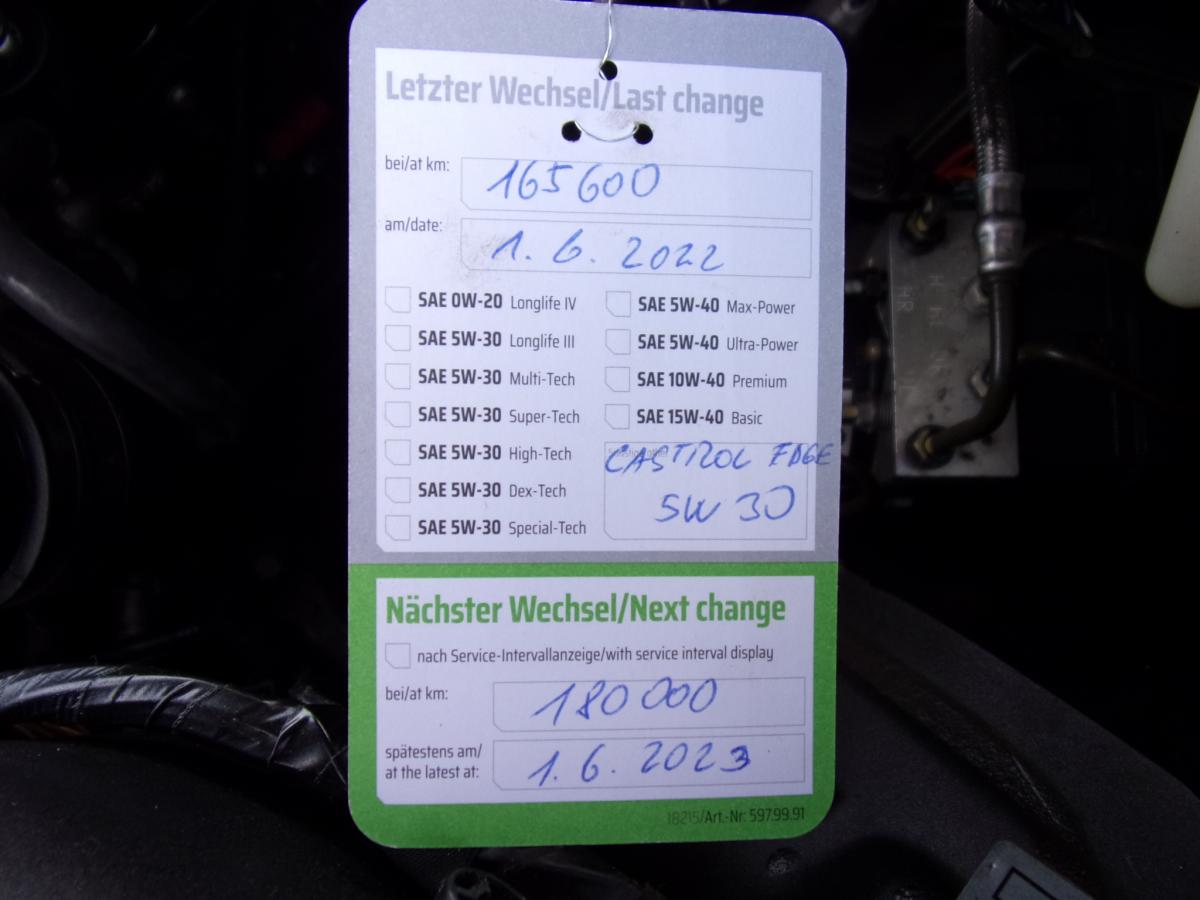 Letzter Wechsel/Last change
bei/at km: 165600
am/date: 1. 6. 2022
SAE 0W-20 Longlife IV
SAE 5W-30 Longlife III
SAE 5W-30 Multi-Tech
SAE 5W-30 Super-Tech
SAE 5W-30 High-Tech
SAE 5W-30 Dex-Tech
SAE 5W-30 Special-Tech
SAE 5W-40 Max-Power
SAE 5W-40 Ultra-Power
SAE 10W-40 Premium
SAE 15W-40 Basic
CASTROL EDGE
5W 30
Nächster Wechsel/Next change
nach Service-Intervallanzeige/with service interval display
bei/at km: 180 000
spätestens am/
at the latest at: 1. 6. 2023
18215/Art.-Nr: 597.99.91
HR